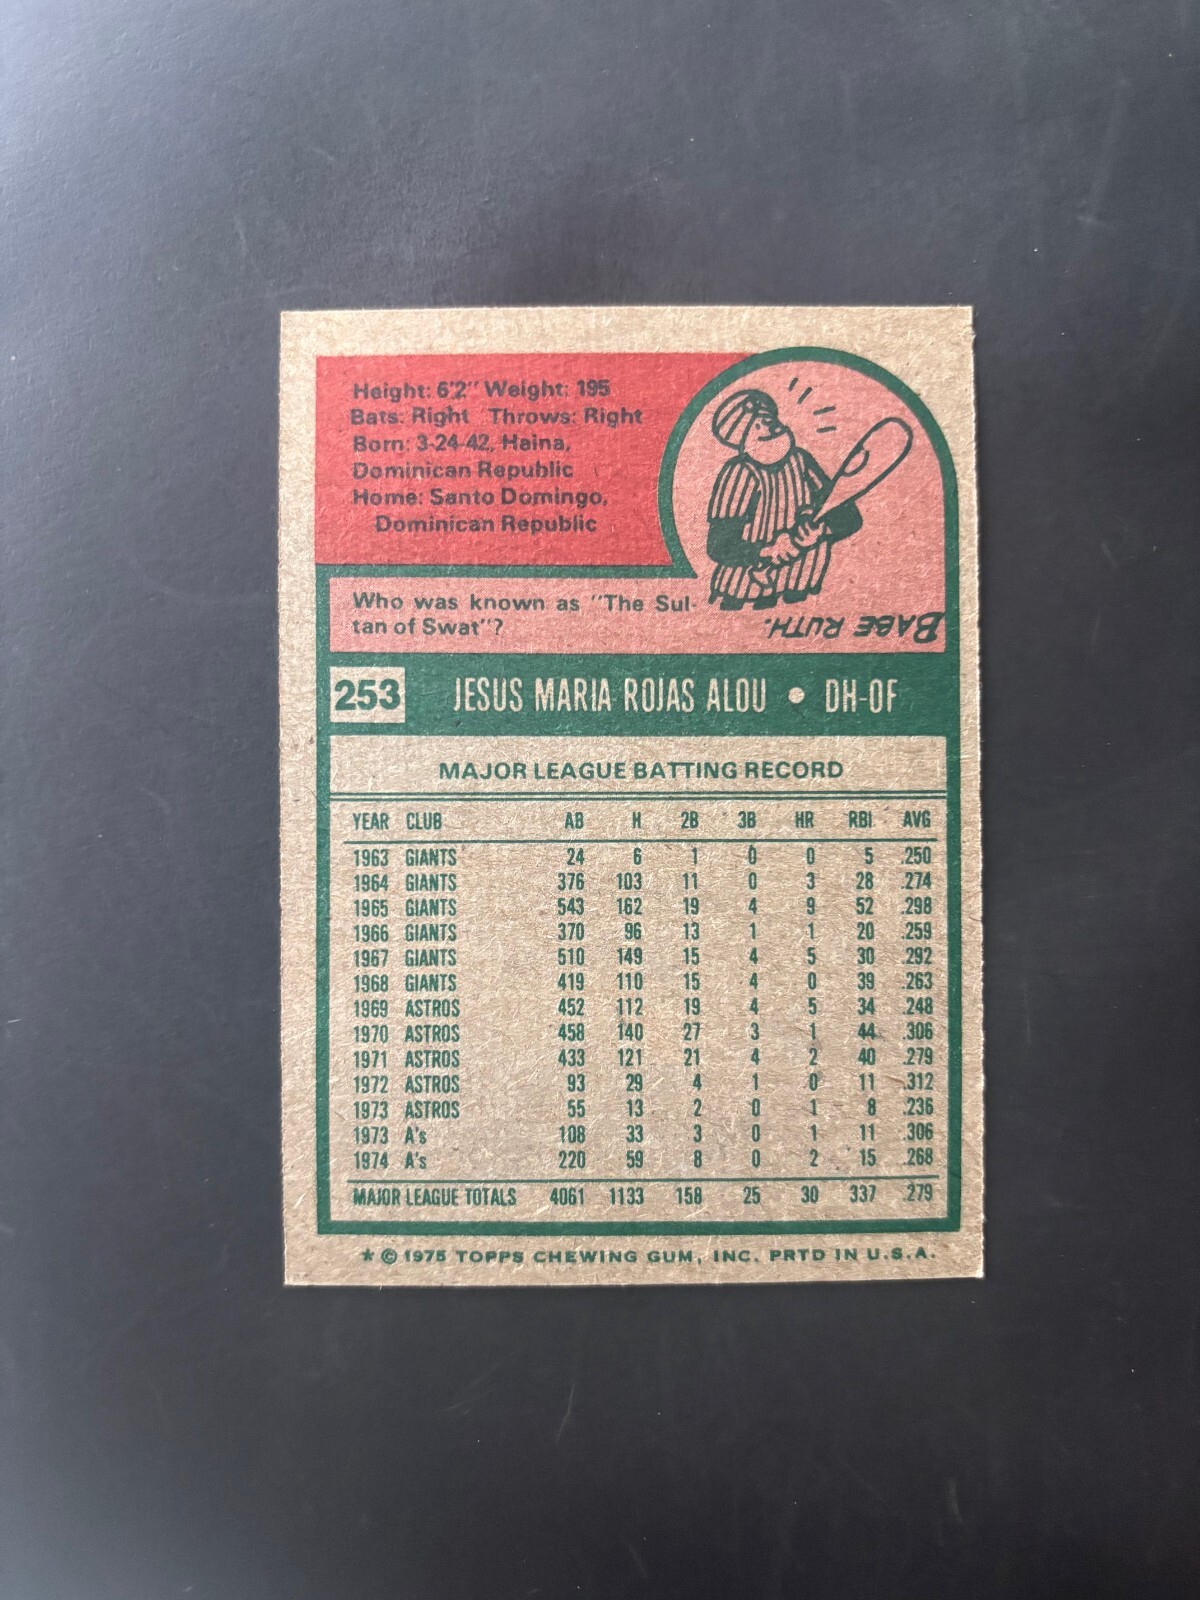 Height: 6'2" Weight: 195
Bats: Right Throws: Right
Born: 3-24-42, Haina,
Dominican Republic
Home: Santo Domingo,
Dominican Republic
Who was known as "The Sul-
tan of Swat"?
BABE RUTH.
253 JESUS MARIA ROJAS ALOU • DH-OF
MAJOR LEAGUE BATTING RECORD
YEAR CLUB AB H 2B 3B HR RBI AVG
1963 GIANTS 24 6 1 0 0 5 .250
1964 GIANTS 376 103 11 0 3 28 .274
1965 GIANTS 543 162 19 4 9 52 .298
1966 GIANTS 370 96 13 1 1 20 .259
1967 GIANTS 510 149 15 4 5 30 .292
1968 GIANTS 419 110 15 4 0 39 .263
1969 ASTROS 452 112 19 4 5 34 .248
1970 ASTROS 458 140 27 3 1 44 .306
1971 ASTROS 433 121 21 4 2 40 .279
1972 ASTROS 93 29 4 1 0 11 .312
1973 ASTROS 55 13 2 0 1 8 .236
1973 A's 108 33 3 0 1 11 .306
1974 A's 220 59 8 0 2 15 .268
MAJOR LEAGUE TOTALS 4061 1133 158 25 30 337 .279
★ © 1975 TOPPS CHEWING GUM, INC. PRTD IN U.S.A.